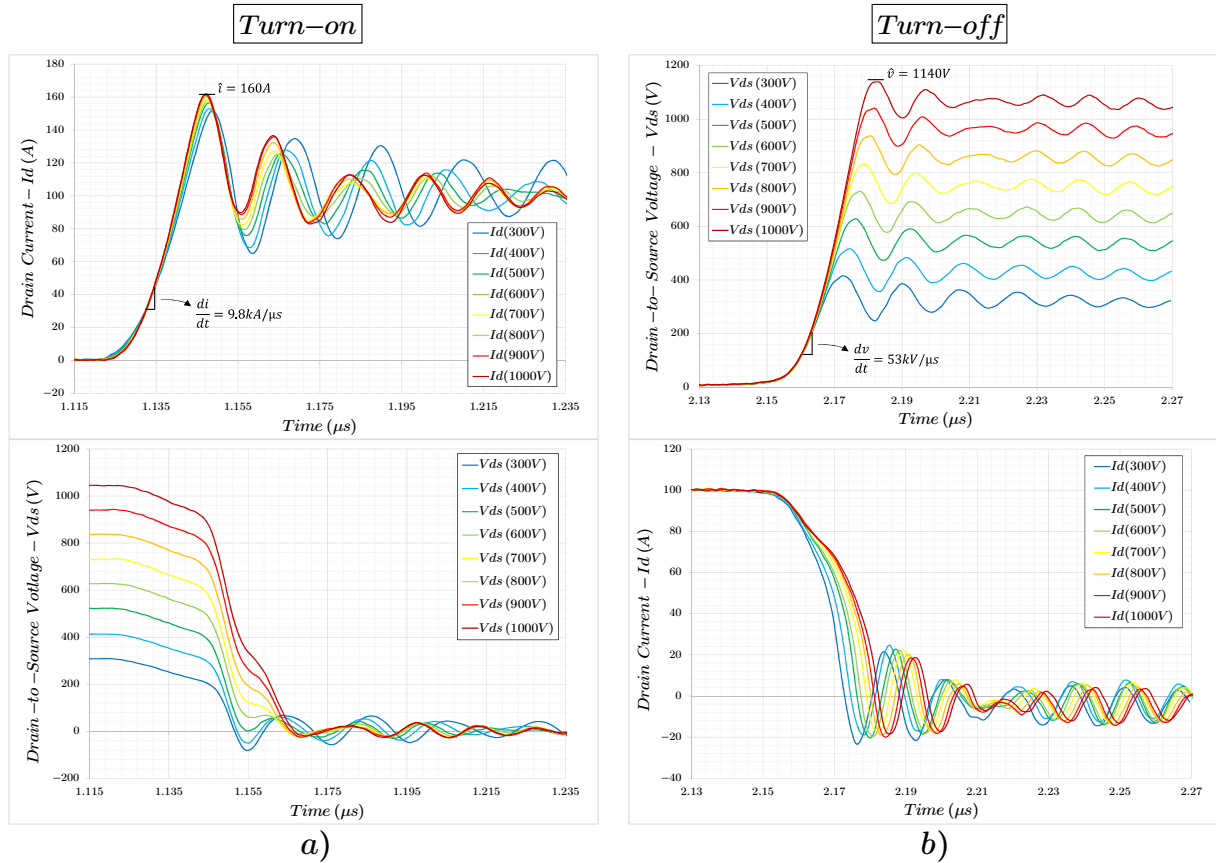 Turn−on
Turn−off
Drain Current − Id (A)
180
160
140
120
100
80
60
40
20
0
−20
î = 160A
di/dt = 9.8kA/μs
Id(300V)
Id(400V)
Id(500V)
Id(600V)
Id(700V)
Id(800V)
Id(900V)
Id(1000V)
1.115 1.135 1.155 1.175 1.195 1.215 1.235
Time (μs)
Drain −to−Source Voltage − Vds (V)
1200
1000
800
600
400
200
0
Vds (300V)
Vds (400V)
Vds (500V)
Vds (600V)
Vds (700V)
Vds (800V)
Vds (900V)
Vds (1000V)
v̂ = 1140V
dv/dt = 53kV/μs
2.13 2.15 2.17 2.19 2.21 2.23 2.25 2.27
Time (μs)
Drain−to−Source Votlage −Vds (V)
1200
1000
800
600
400
200
0
−200
Vds (300V)
Vds (400V)
Vds (500V)
Vds (600V)
Vds (700V)
Vds (800V)
Vds (900V)
Vds (1000V)
1.115 1.135 1.155 1.175 1.195 1.215 1.235
Time (μs)
Drain Current −Id (A)
120
100
80
60
40
20
0
−20
−40
Id(300V)
Id(400V)
Id(500V)
Id(600V)
Id(700V)
Id(800V)
Id(900V)
Id(1000V)
2.13 2.15 2.17 2.19 2.21 2.23 2.25 2.27
Time (μs)
a)
b)